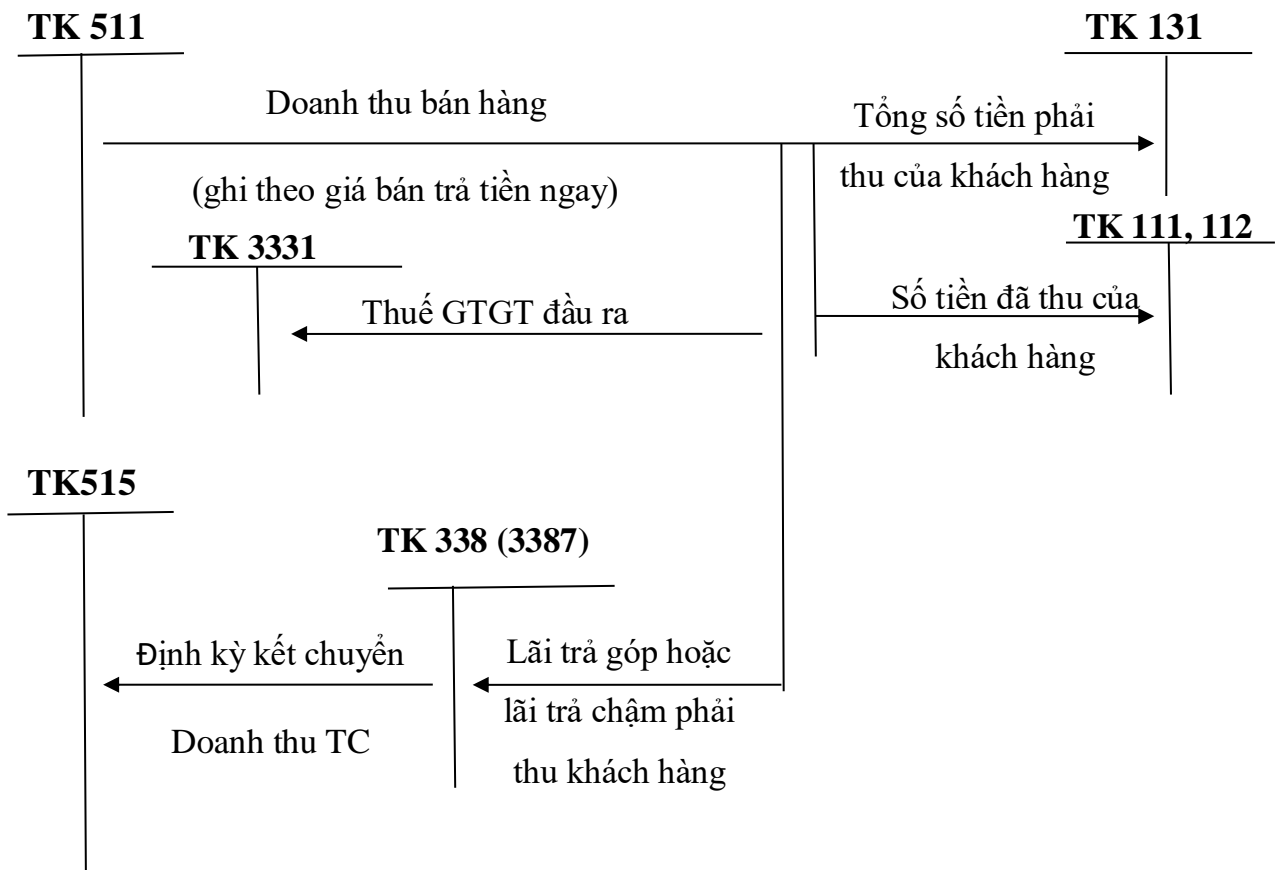 TK 511
TK 131
Doanh thu bán hàng
Tổng số tiền phải
thu của khách hàng
(ghi theo giá bán trả tiền ngay)
TK 111, 112
TK 3331
Số tiền đã thu của
khách hàng
Thuế GTGT đầu ra
TK515
TK 338 (3387)
Định kỳ kết chuyển
Doanh thu TC
Lãi trả góp hoặc
lãi trả chậm phải
thu khách hàng